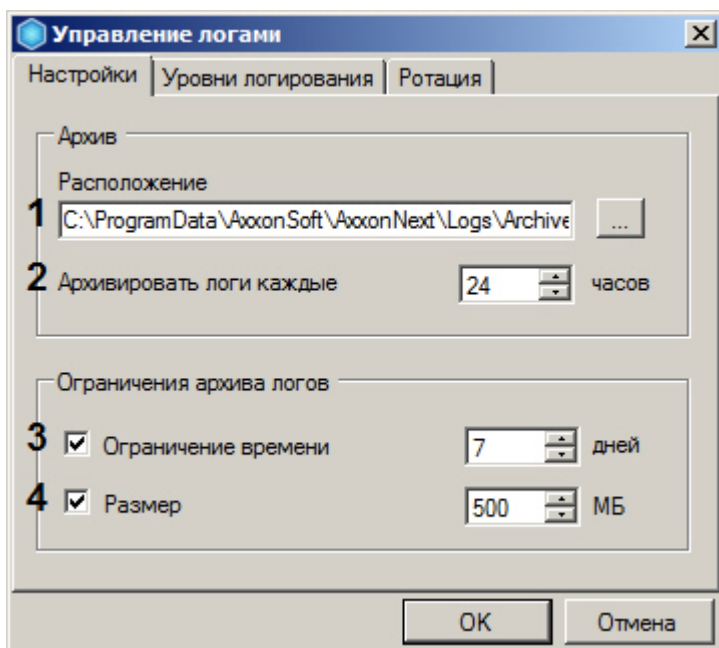 Управление логами
Настройки Уровни логирования Ротация
Архив
Расположение
1 C:\ProgramData\AxxonSoft\AxxonNext\Logs\Archive ...
2 Архивировать логи каждые 24 часов
Ограничения архива логов
3 Ограничение времени 7 дней
4 Размер 500 МБ
OK Отмена